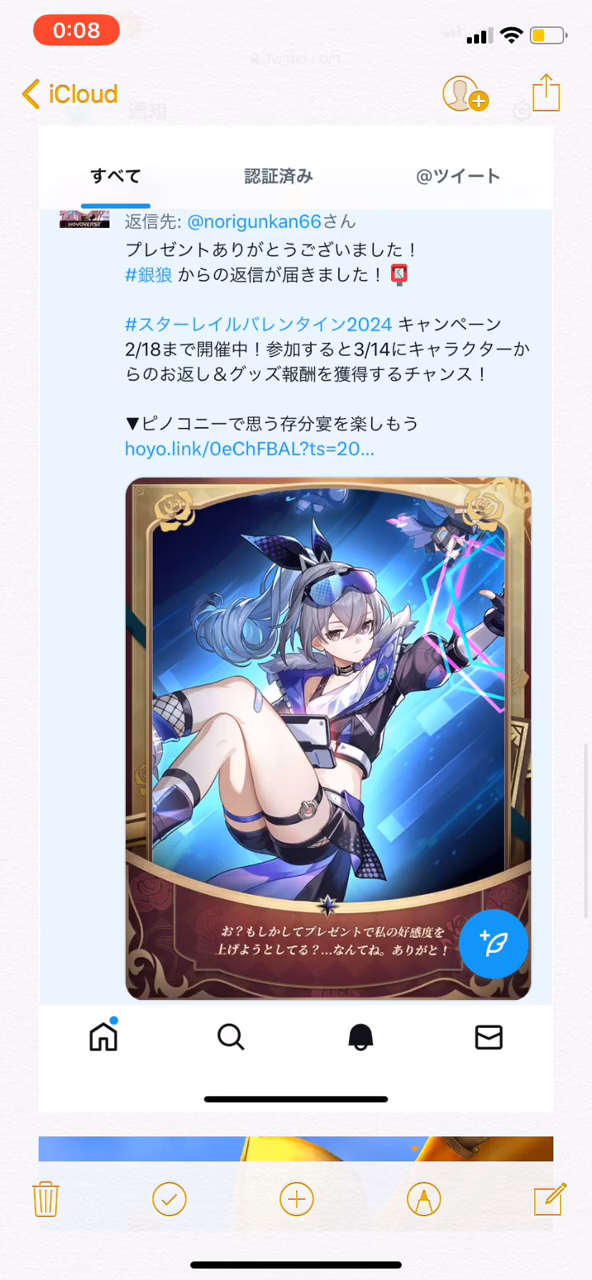 0:08
twitter.com
iCloud
通知
すべて
認証済み
@ツイート
HOYOVERSE
返信先: @norigunkan66さん
プレゼントありがとうございました！
#銀狼 からの返信が届きました！📮
#スターレイルバレンタイン2024 キャンペーン
2/18まで開催中！参加すると3/14にキャラクターか
らのお返し＆グッズ報酬を獲得するチャンス！
▼ピノコニーで思う存分宴を楽しもう
hoyo.link/0eChFBAL?ts=20...
お？もしかしてプレゼントで私の好感度を
上げようとしてる？...なんてね。ありがと！